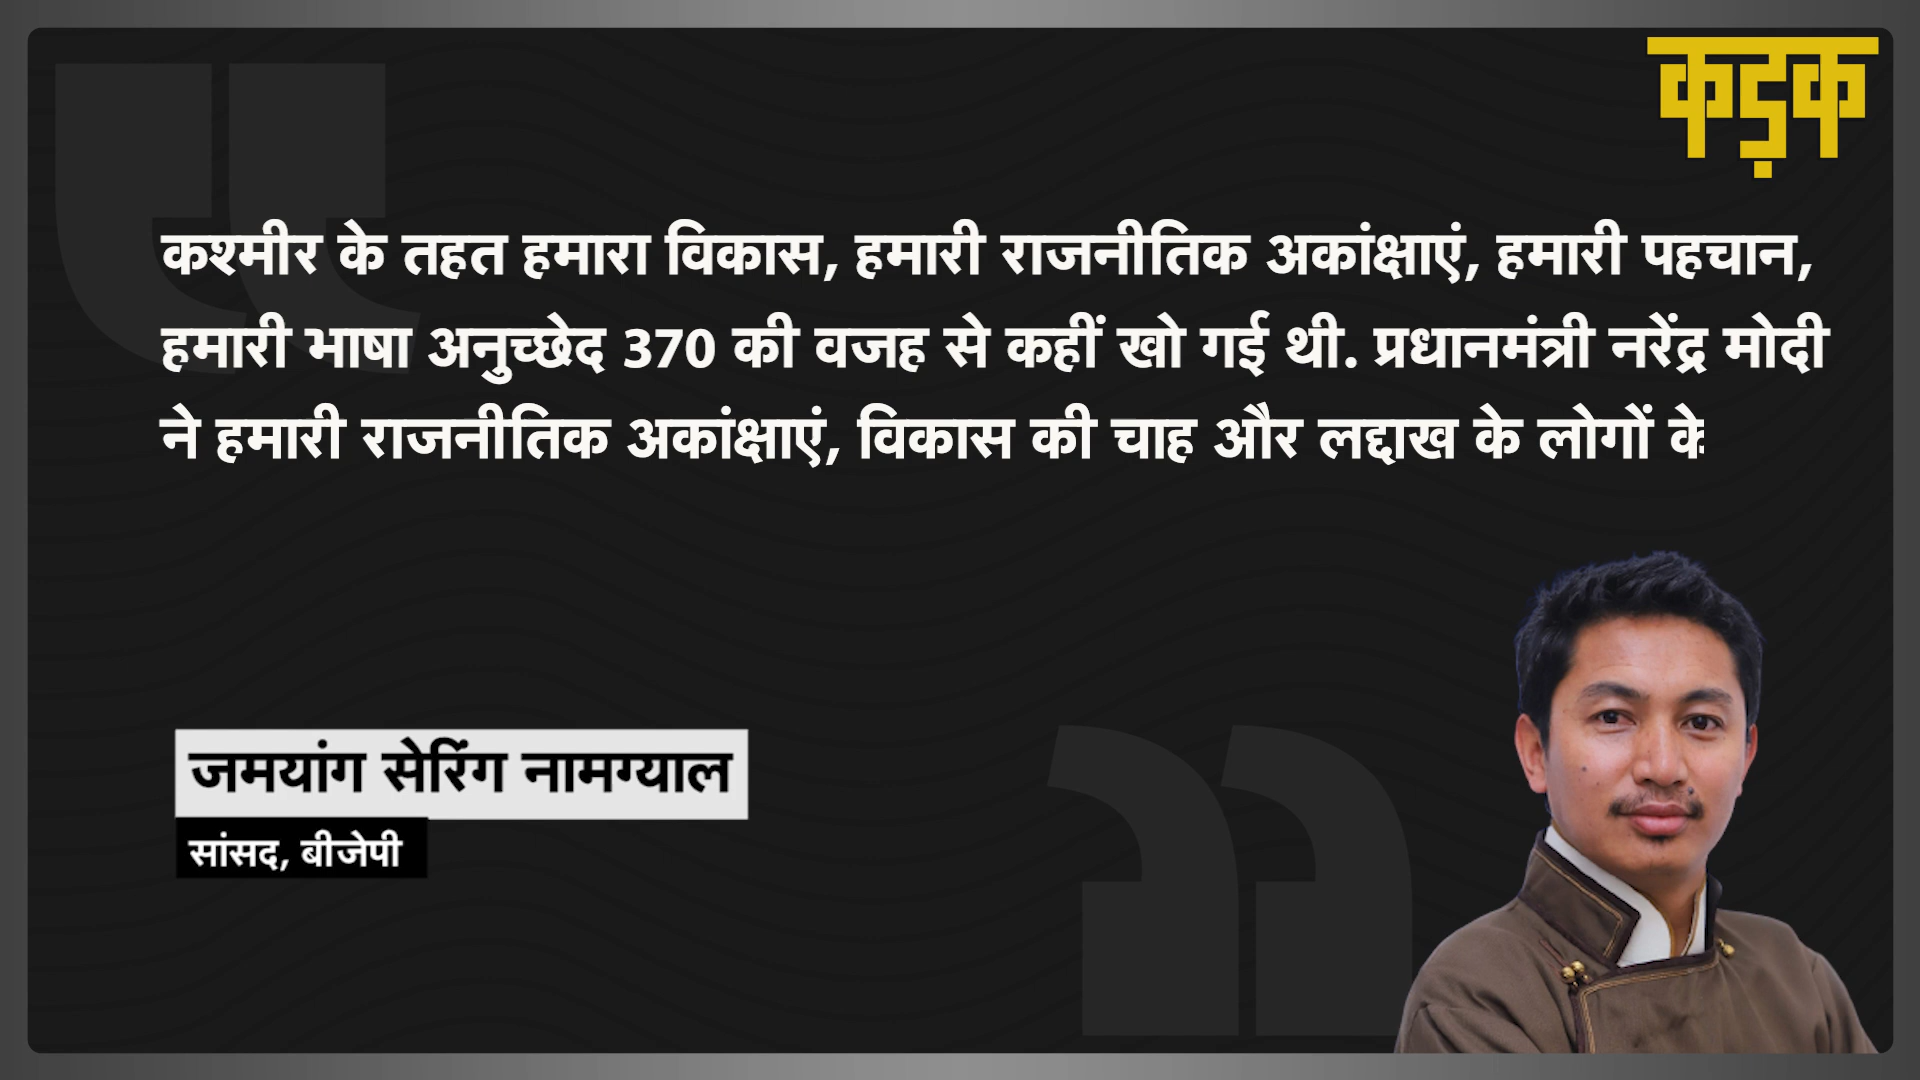 कड़क
कश्मीर के तहत हमारा विकास, हमारी राजनीतिक अकांक्षाएं, हमारी पहचान,
हमारी भाषा अनुच्छेद 370 की वजह से कहीं खो गई थी. प्रधानमंत्री नरेंद्र मोदी
ने हमारी राजनीतिक अकांक्षाएं, विकास की चाह और लद्दाख के लोगों के
जमयांग सेरिंग नामग्याल
सांसद, बीजेपी